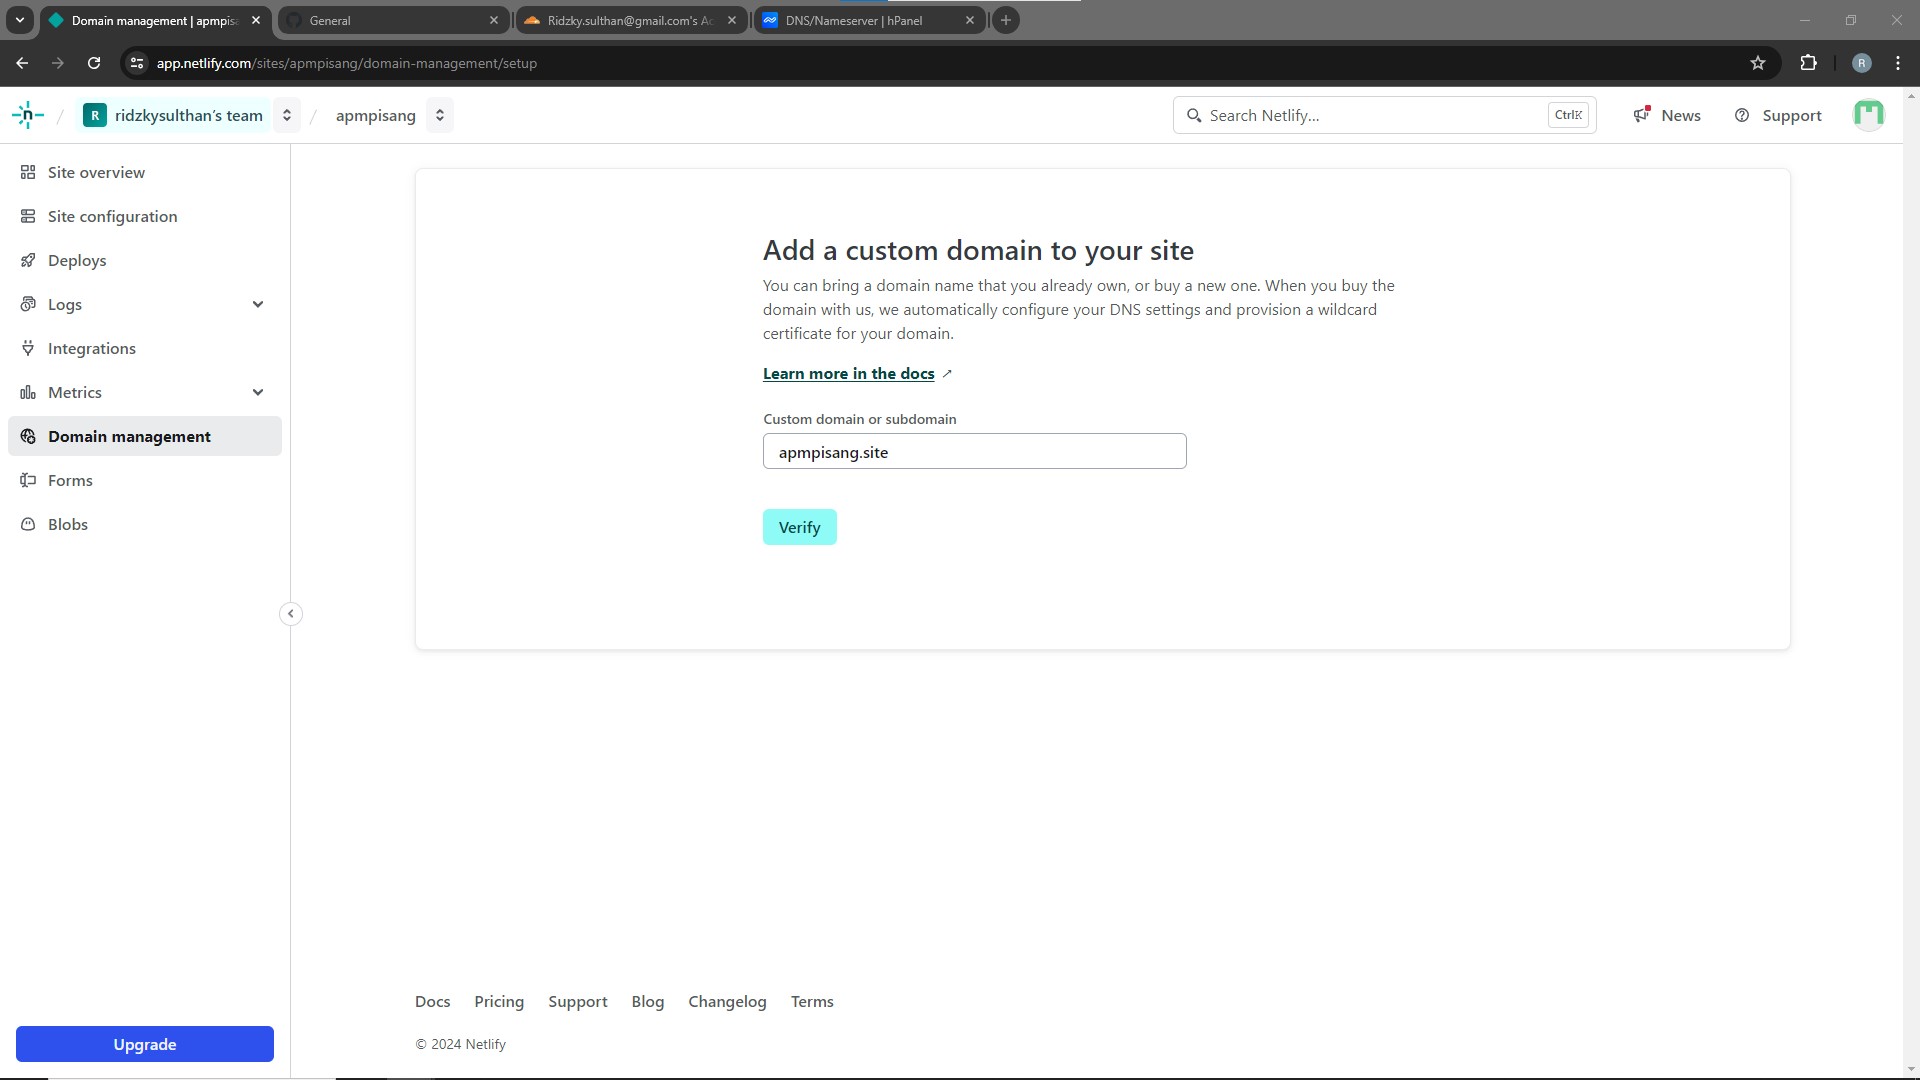 Domain management | apmpisa
General
Ridzky.sulthan@gmail.com's Ac
DNS/Nameserver | hPanel
app.netlify.com/sites/apmpisang/domain-management/setup
R
n
/
R
ridzkysulthan's team
/
apmpisang
Search Netlify...
CtrlK
News
Support
Site overview
Site configuration
Deploys
Logs
Integrations
Metrics
Domain management
Forms
Blobs
Upgrade
Add a custom domain to your site
You can bring a domain name that you already own, or buy a new one. When you buy the
domain with us, we automatically configure your DNS settings and provision a wildcard
certificate for your domain.
Learn more in the docs ↗
Custom domain or subdomain
apmpisang.site
Verify
Docs
Pricing
Support
Blog
Changelog
Terms
© 2024 Netlify